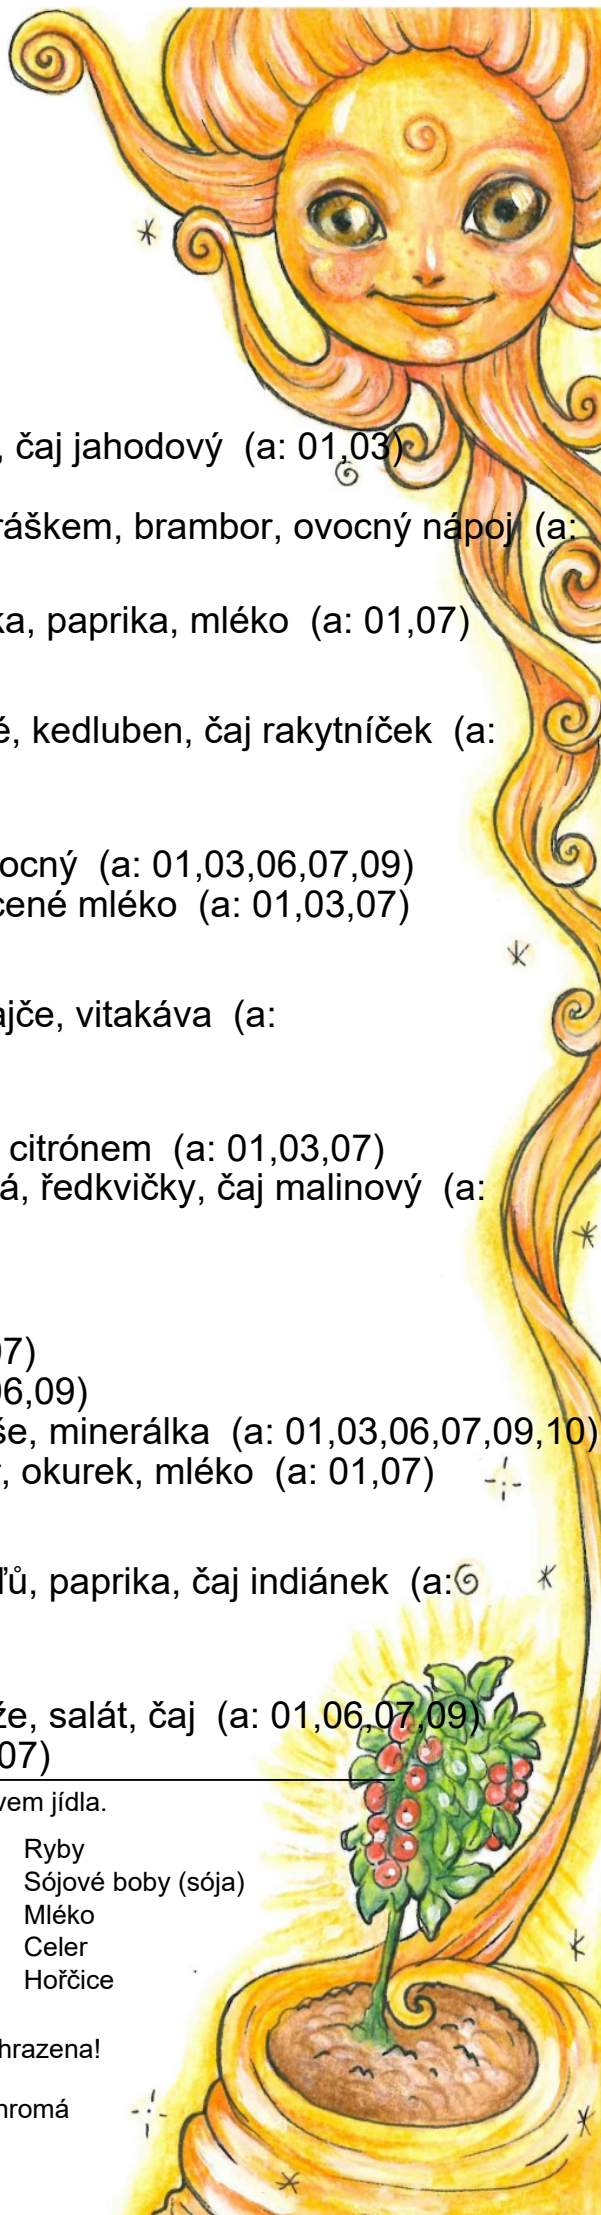 , čaj jahodový (a: 01,03)
ráškem, brambor, ovocný nápoj (a:
ka, paprika, mléko (a: 01,07)
é, kedluben, čaj rakytníček (a:
ocný (a: 01,03,06,07,09)
cené mléko (a: 01,03,07)
ajče, vitakáva (a:
citrónem (a: 01,03,07)
á, ředkvičky, čaj malinový (a:
07)
06,09)
še, minerálka (a: 01,03,06,07,09,10)
, okurek, mléko (a: 01,07)
ďů, paprika, čaj indiánek (a:
že, salát, čaj (a: 01,06,07,09)
07)
vem jídla.
Ryby
Sójové boby (sója)
Mléko
Celer
Hořčice
hrazena!
hromá